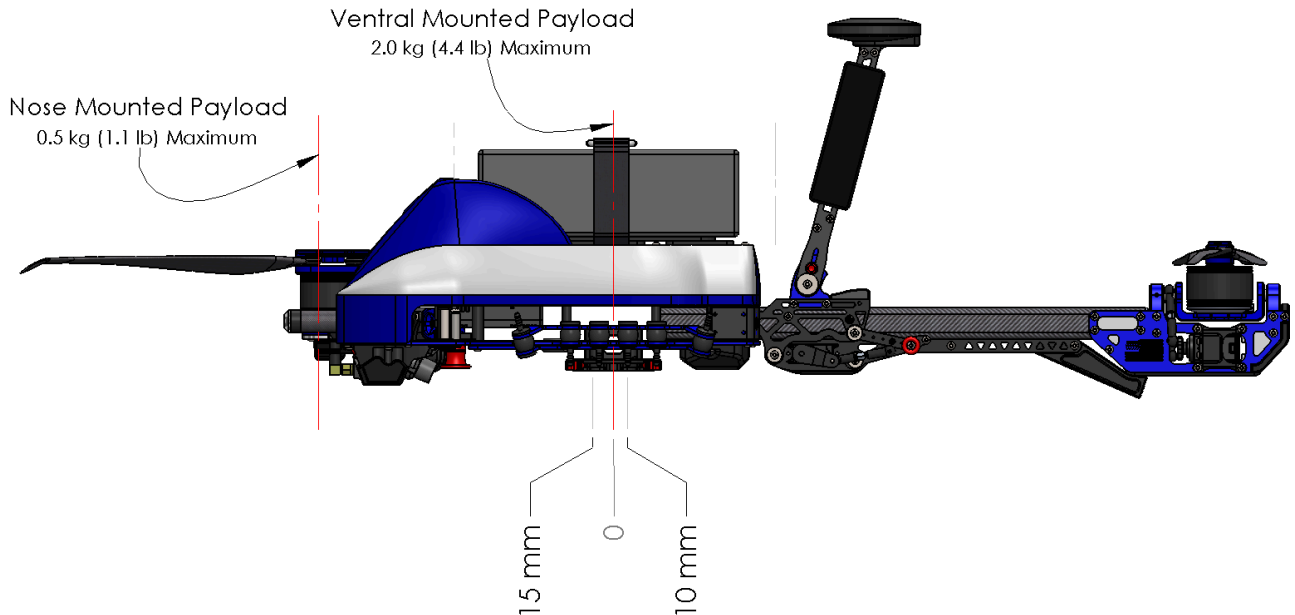 Ventral Mounted Payload
2.0 kg (4.4 lb) Maximum
Nose Mounted Payload
0.5 kg (1.1 lb) Maximum
15 mm
0
10 mm